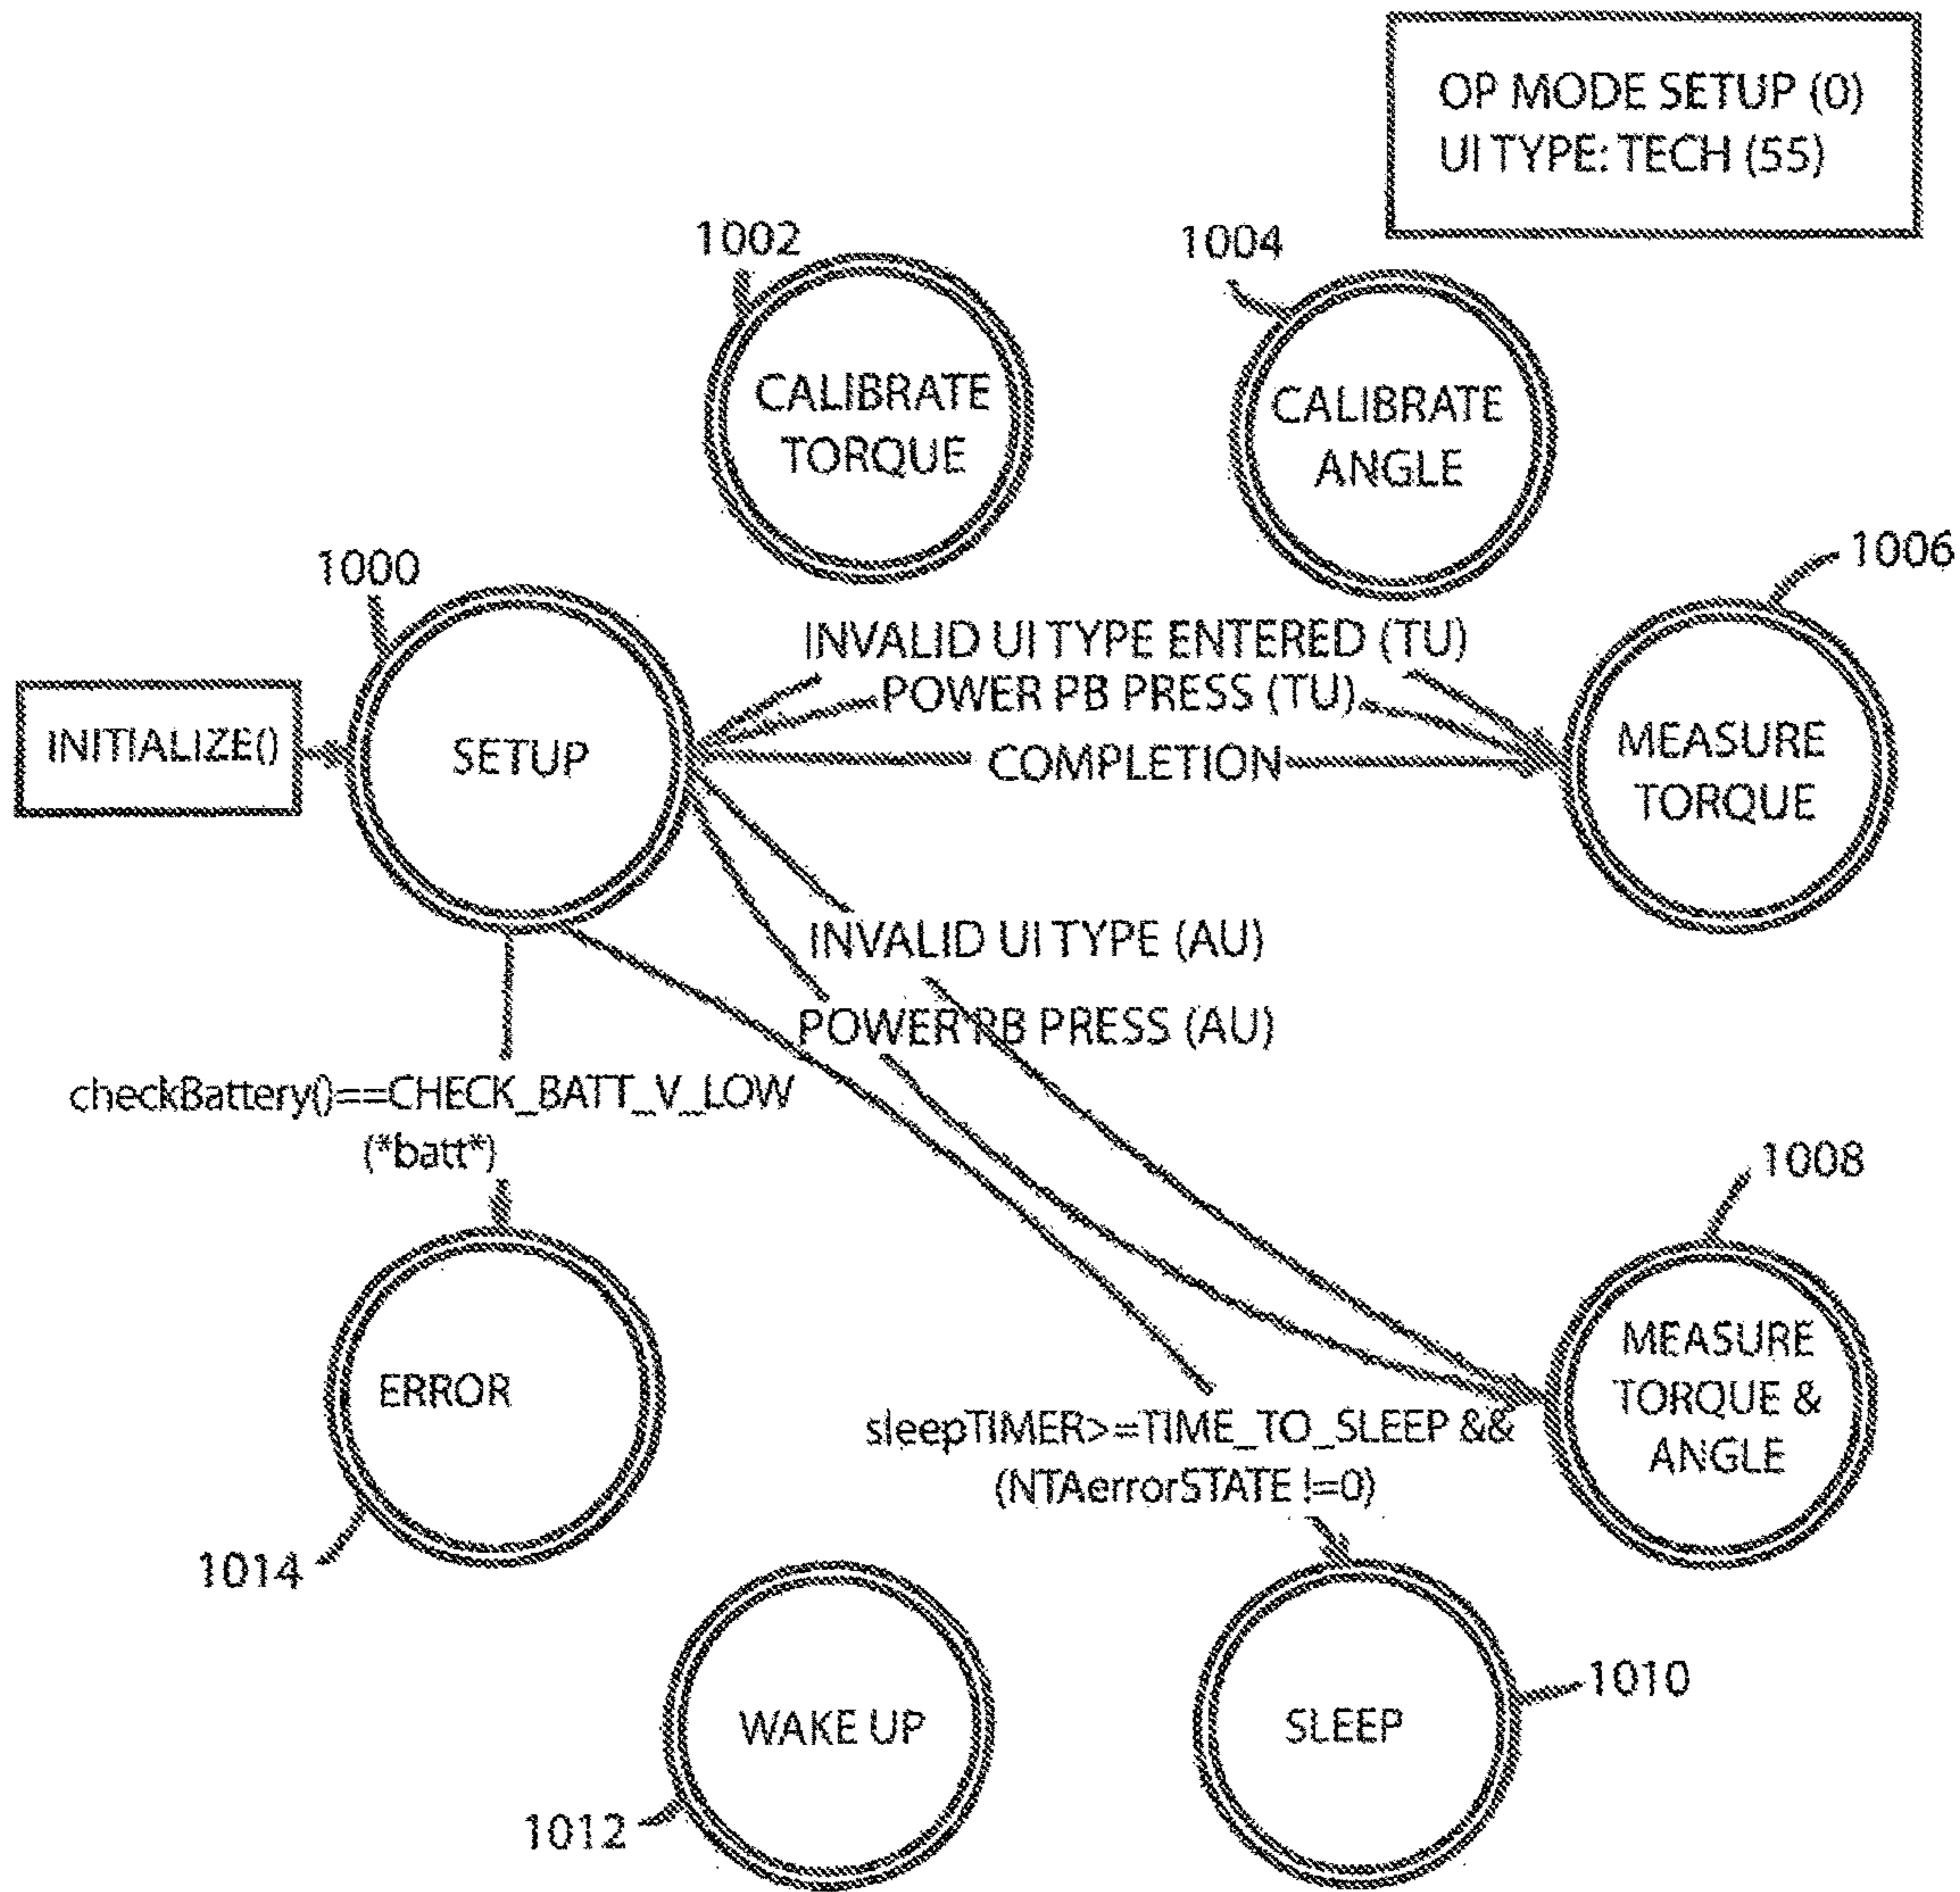 OP MODE SETUP (0)
UI TYPE: TECH (55)
1002
1004
CALIBRATE
TORQUE
CALIBRATE
ANGLE
1000
1006
INVALID UI TYPE ENTERED (TU)
POWER PB PRESS (TU)
COMPLETION
INITIALIZE()
SETUP
MEASURE
TORQUE
INVALID UI TYPE (AU)
POWER PB PRESS (AU)
checkBattery()==CHECK_BATT_V_LOW
(*batt*)
1008
ERROR
MEASURE
TORQUE &
ANGLE
sleepTIMER>=TIME_TO_SLEEP &&
(NTAerrorSTATE !=0)
1014
1010
WAKE UP
SLEEP
1012